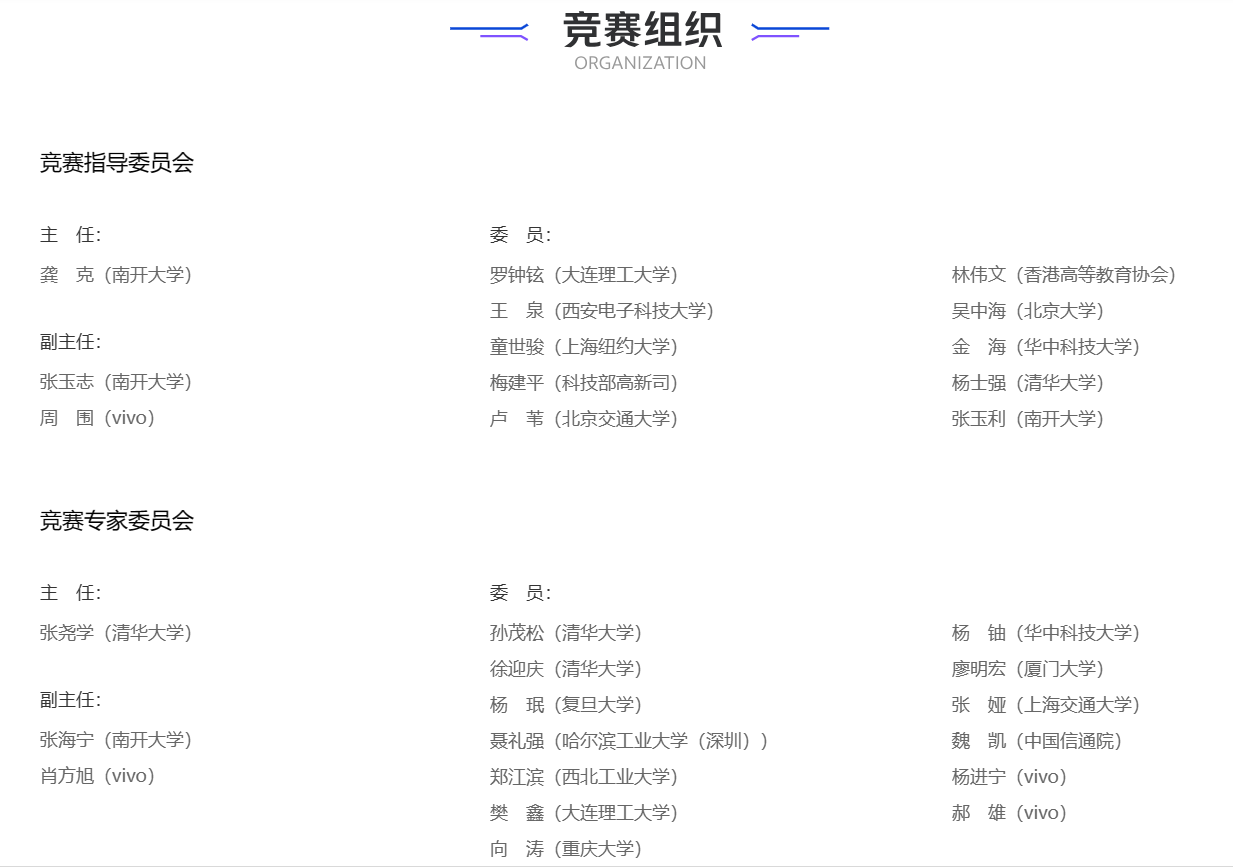 竞赛组织
ORGANIZATION
竞赛指导委员会
主　任：
龚　克（南开大学）
副主任：
张玉志（南开大学）
周　围（vivo）
委　员：
罗钟铉（大连理工大学）
王　泉（西安电子科技大学）
童世骏（上海纽约大学）
梅建平（科技部高新司）
卢　苇（北京交通大学）
林伟文（香港高等教育协会）
吴中海（北京大学）
金　海（华中科技大学）
杨士强（清华大学）
张玉利（南开大学）
竞赛专家委员会
主　任：
张尧学（清华大学）
副主任：
张海宁（南开大学）
肖方旭（vivo）
委　员：
孙茂松（清华大学）
徐迎庆（清华大学）
杨　珉（复旦大学）
聂礼强（哈尔滨工业大学（深圳））
郑江滨（西北工业大学）
樊　鑫（大连理工大学）
向　涛（重庆大学）
杨　铀（华中科技大学）
廖明宏（厦门大学）
张　娅（上海交通大学）
魏　凯（中国信通院）
杨进宁（vivo）
郝　雄（vivo）